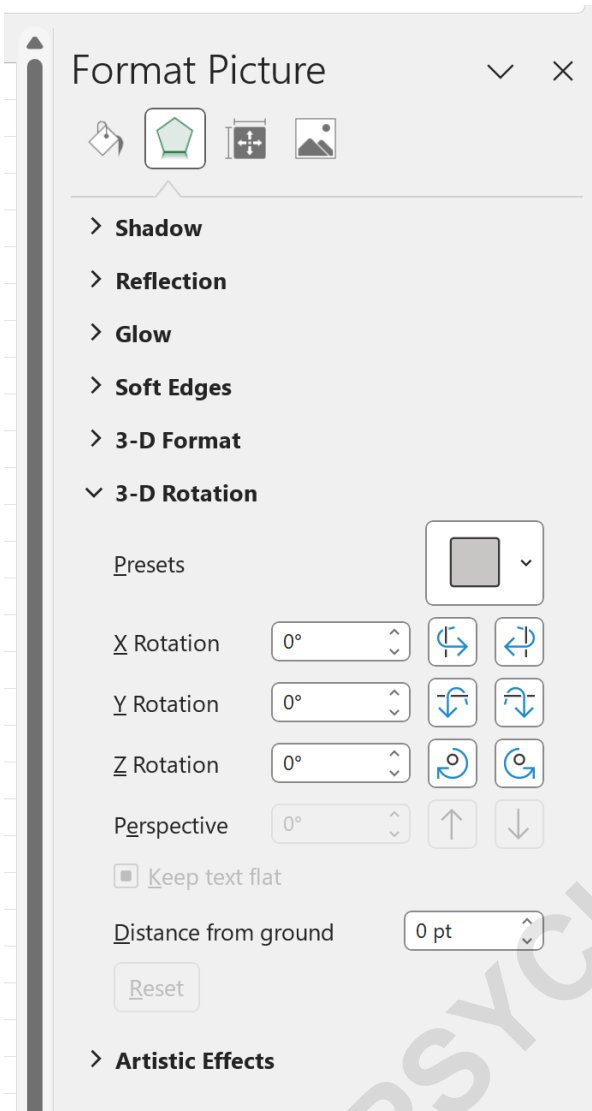 Format Picture
Shadow
Reflection
Glow
Soft Edges
3-D Format
3-D Rotation
Presets
X Rotation 0°
Y Rotation 0°
Z Rotation 0°
Perspective 0°
Keep text flat
Distance from ground 0 pt
Reset
Artistic Effects